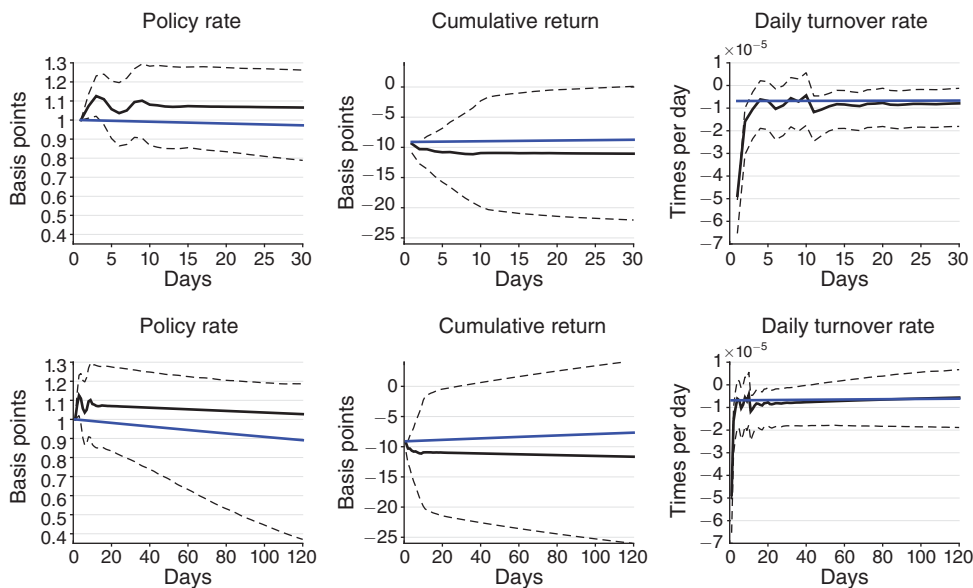 Policy rate
Basis points
1.3
1.2
1.1
1
0.9
0.8
0.7
0.6
0.5
0.4
0 5 10 15 20 25 30
Days
Cumulative return
Basis points
0
−5
−10
−15
−20
−25
0 5 10 15 20 25 30
Days
Daily turnover rate
×10⁻⁵
Times per day
1
0
−1
−2
−3
−4
−5
−6
−7
0 5 10 15 20 25 30
Days
Policy rate
Basis points
1.3
1.2
1.1
1
0.9
0.8
0.7
0.6
0.5
0.4
0 20 40 60 80 100 120
Days
Cumulative return
Basis points
0
−5
−10
−15
−20
−25
0 20 40 60 80 100 120
Days
Daily turnover rate
×10⁻⁵
Times per day
1
0
−1
−2
−3
−4
−5
−6
−7
0 20 40 60 80 100 120
Days